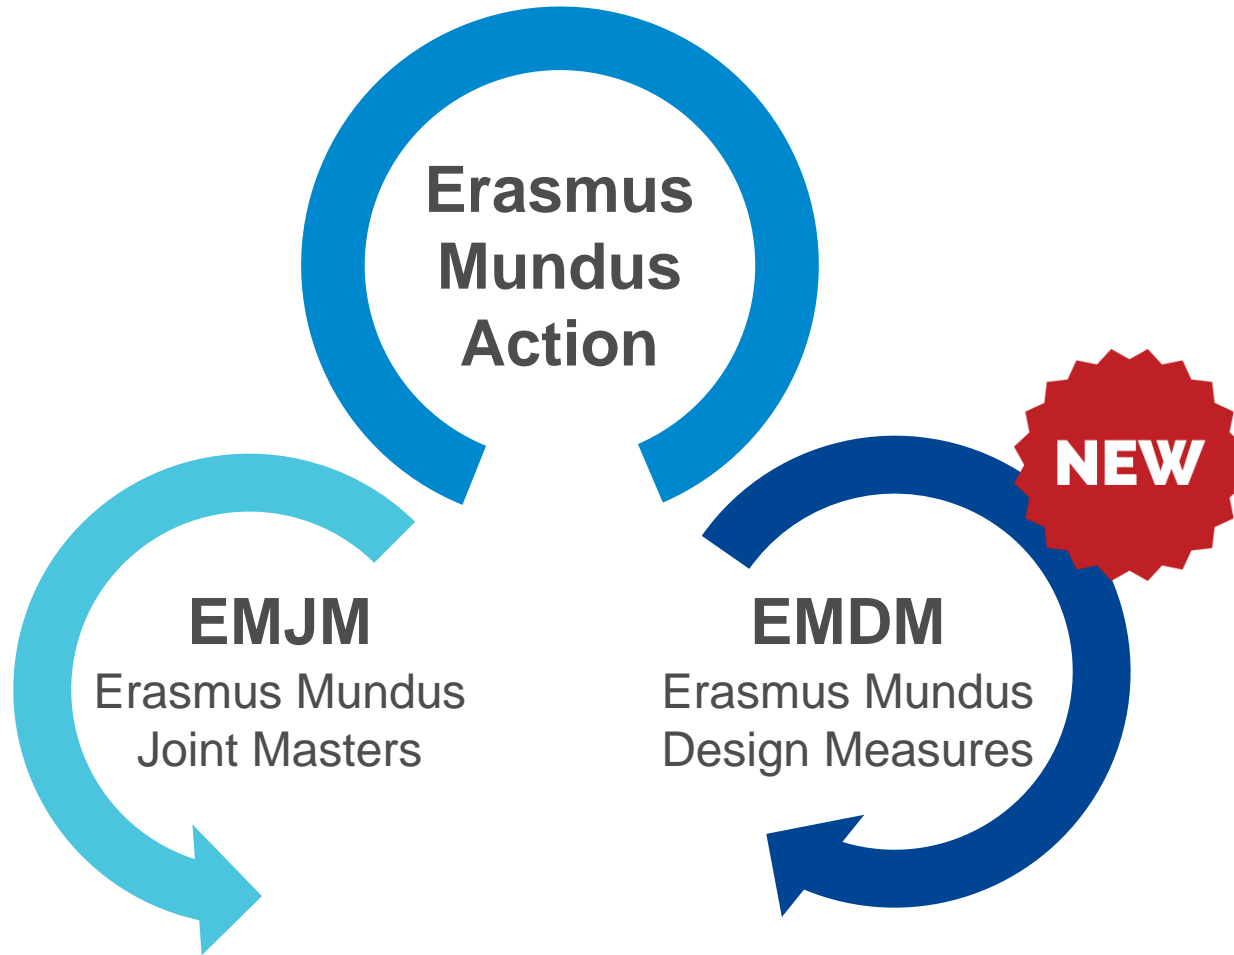 Erasmus
Mundus
Action
NEW
EMJM
Erasmus Mundus
Joint Masters
EMDM
Erasmus Mundus
Design Measures